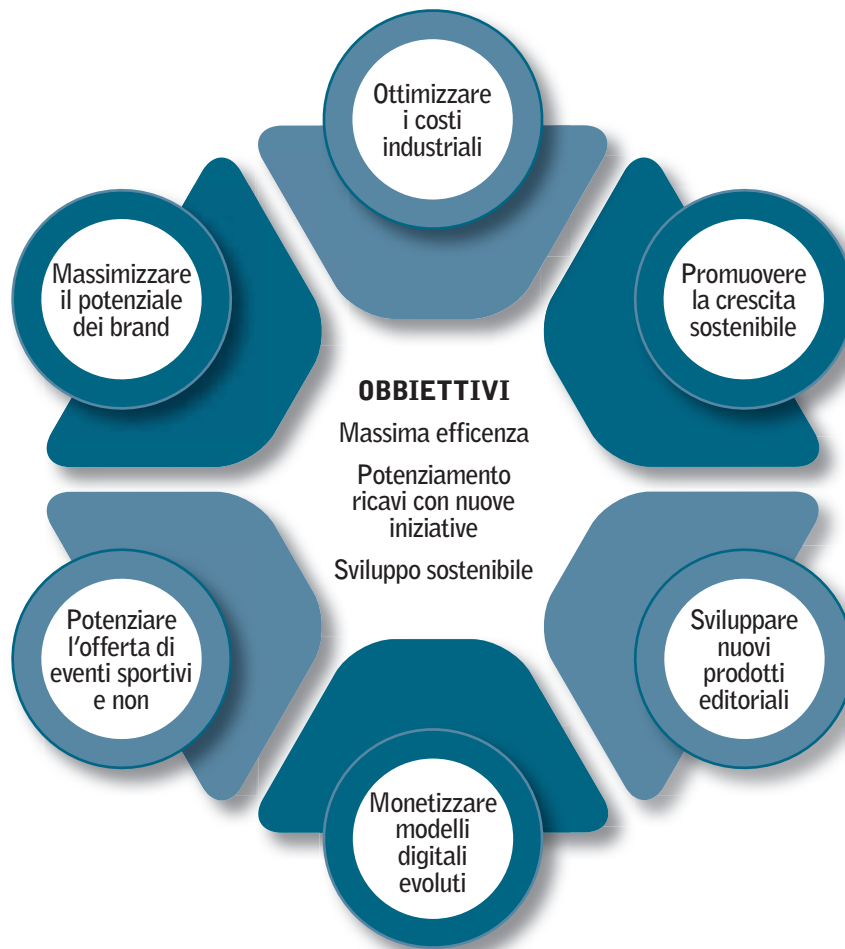 Ottimizzare
i costi
industriali
Promuovere
la crescita
sostenibile
Sviluppare
nuovi
prodotti
editoriali
Monetizzare
modelli
digitali
evoluti
Potenziare
l’offerta di
eventi sportivi
e non
Massimizzare
il potenziale
dei brand
OBBIETTIVI
Massima efficenza
Potenziamento
ricavi con nuove
iniziative
Sviluppo sostenibile